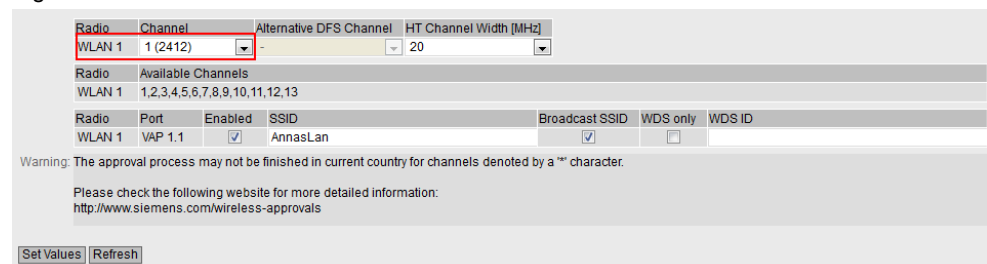 Radio Channel Alternative DFS Channel HT Channel Width [MHz]
WLAN 1 1 (2412) - 20
Radio Available Channels
WLAN 1 1,2,3,4,5,6,7,8,9,10,11,12,13
Radio Port Enabled SSID Broadcast SSID WDS only WDS ID
WLAN 1 VAP 1.1 AnnasLan
Warning: The approval process may not be finished in current country for channels denoted by a '*' character.
Please check the following website for more detailed information:
http://www.siemens.com/wireless-approvals
Set Values Refresh